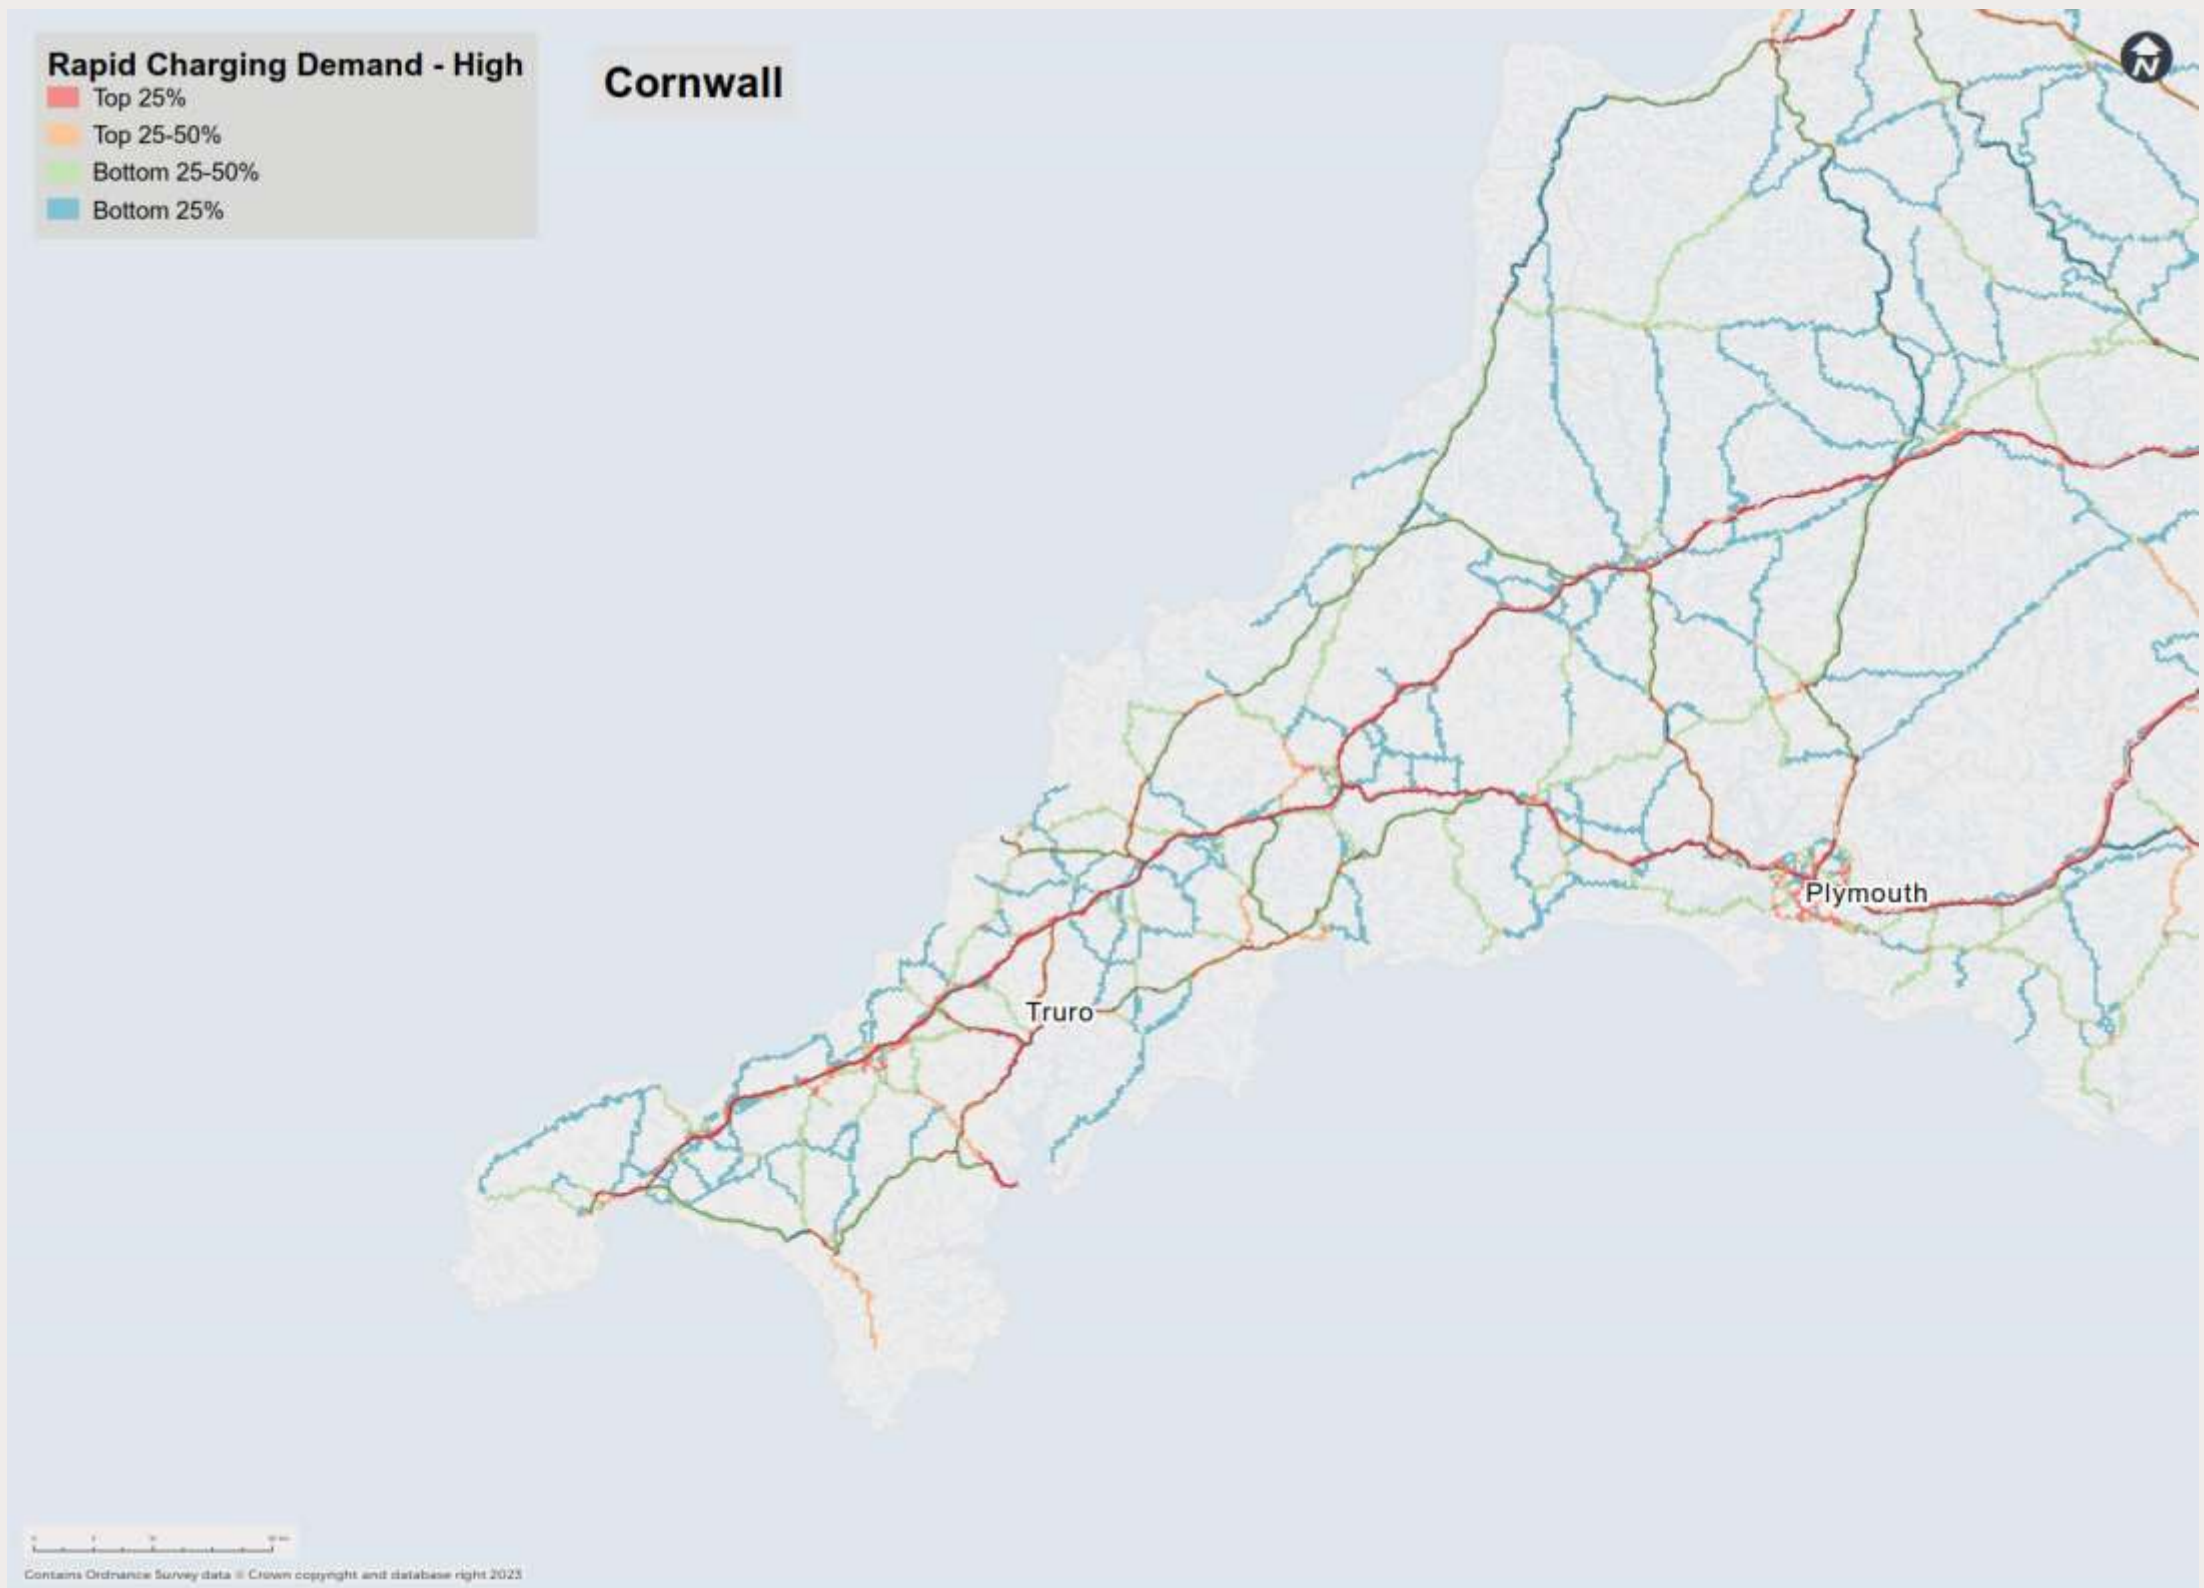 Rapid Charging Demand - High
Top 25%
Top 25-50%
Bottom 25-50%
Bottom 25%
Cornwall
N
Plymouth
Truro
Contains Ordnance Survey data © Crown copyright and database right 2023